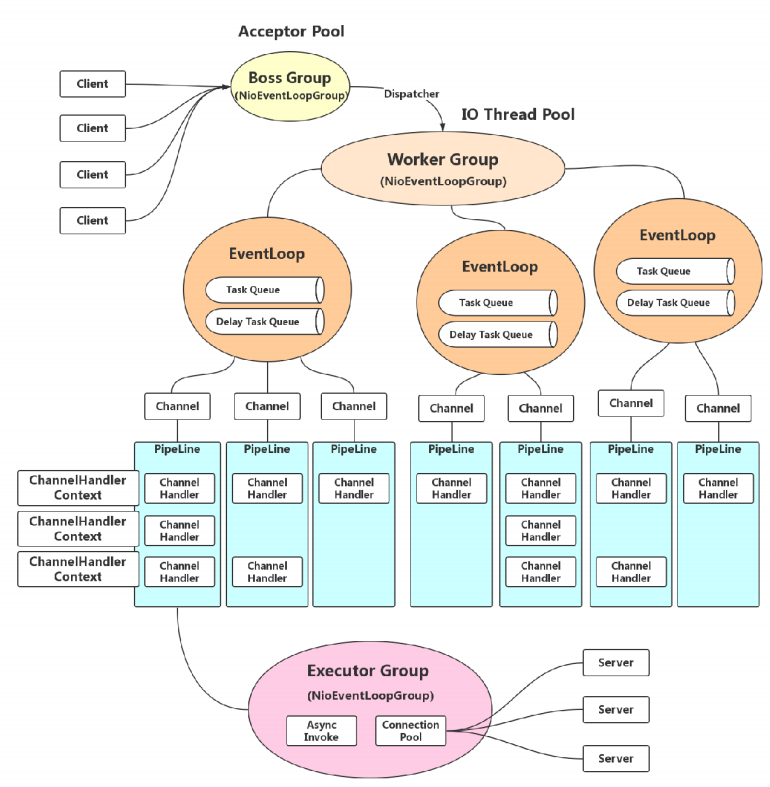 Acceptor Pool
Boss Group
(NioEventLoopGroup)
Client
Client
Client
Client
Dispatcher
IO Thread Pool
Worker Group
(NioEventLoopGroup)
EventLoop
Task Queue
Delay Task Queue
EventLoop
Task Queue
Delay Task Queue
EventLoop
Task Queue
Delay Task Queue
Channel
Channel
Channel
Channel
Channel
Channel
Channel
PipeLine
PipeLine
PipeLine
PipeLine
PipeLine
PipeLine
PipeLine
ChannelHandler
Context
Channel
Handler
Channel
Handler
Channel
Handler
Channel
Handler
Channel
Handler
Channel
Handler
Channel
Handler
ChannelHandler
Context
Channel
Handler
Channel
Handler
ChannelHandler
Context
Channel
Handler
Channel
Handler
Channel
Handler
Channel
Handler
Executor Group
(NioEventLoopGroup)
Async
Invoke
Connection
Pool
Server
Server
Server